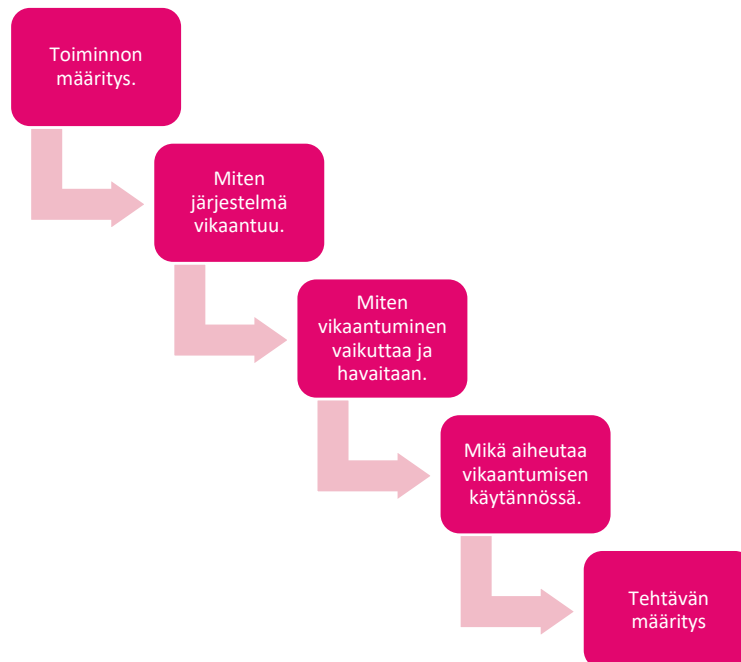 Toiminnon
määritys.
Miten
järjestelmä
vikaantuu.
Miten
vikaantuminen
vaikuttaa ja
havaitaan.
Mikä aiheutaa
vikaantumisen
käytännössä.
Tehtävän
määritys